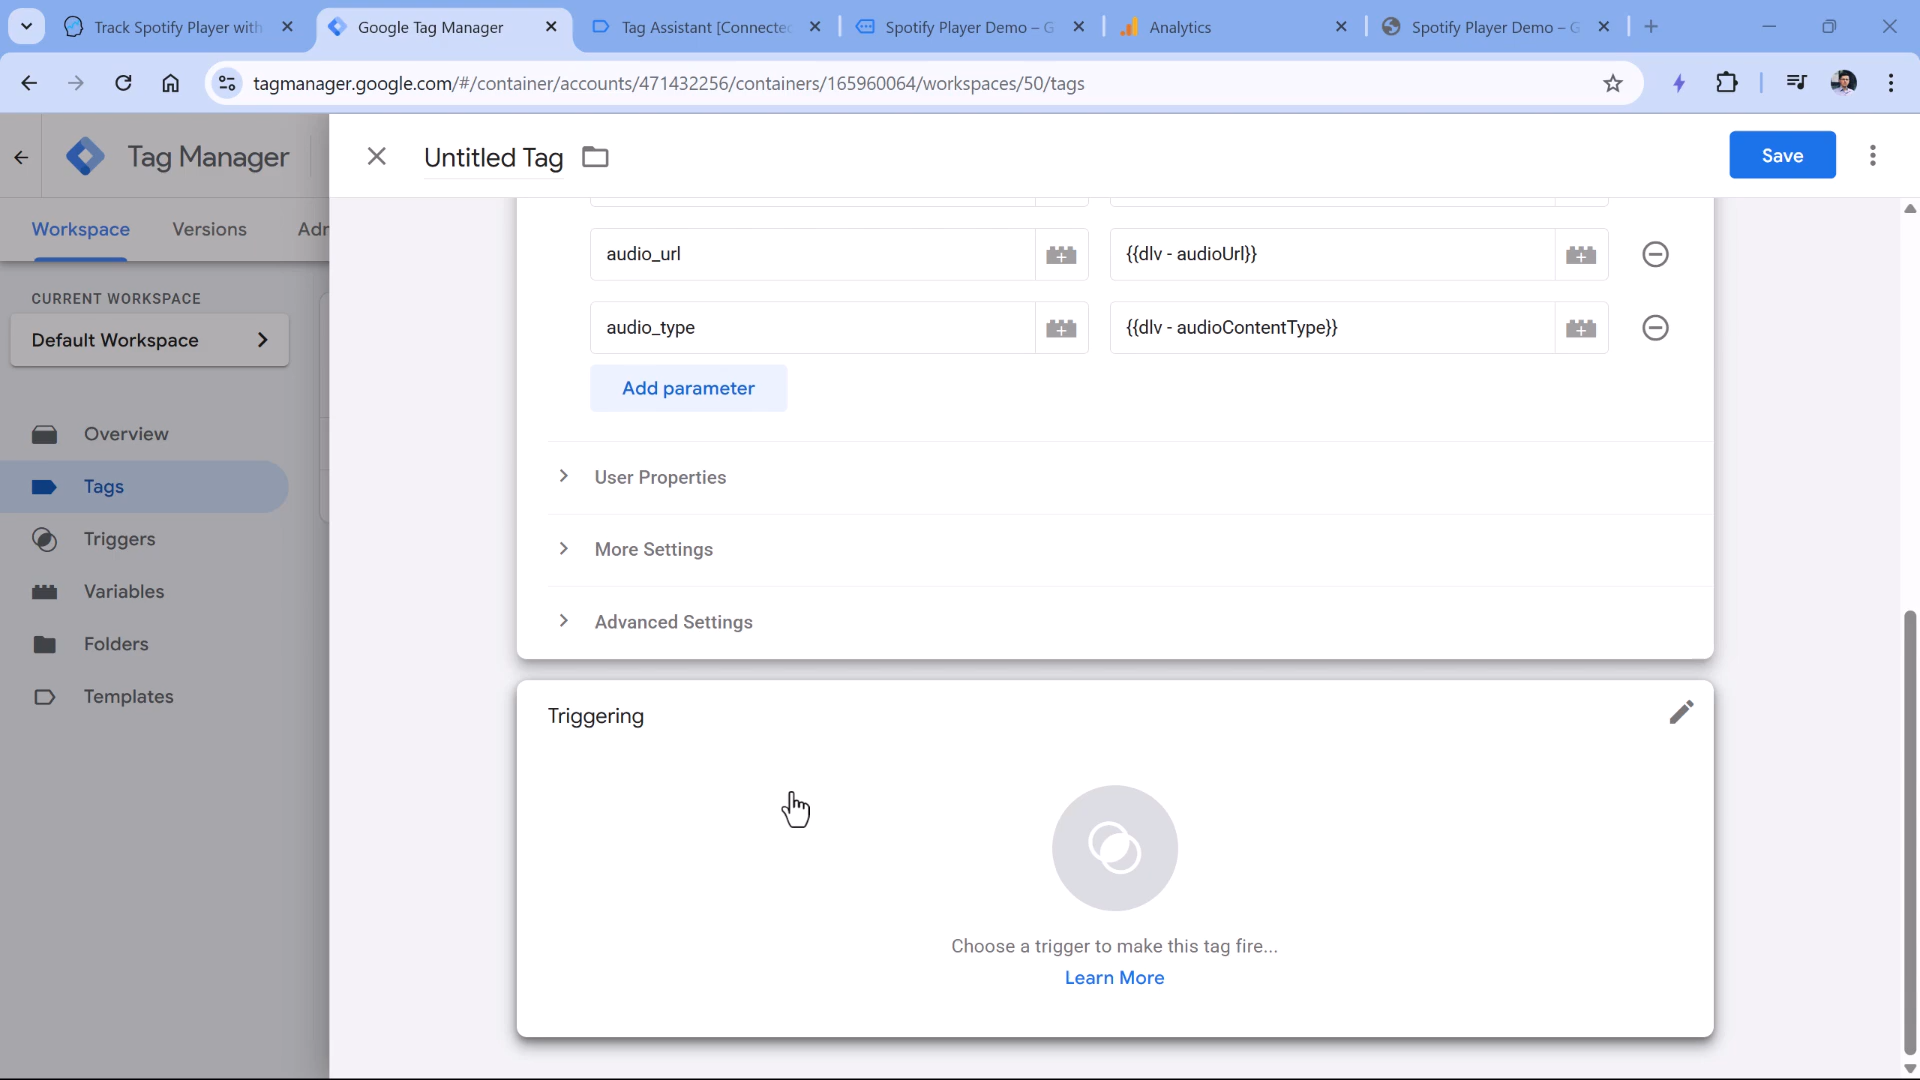 Track Spotify Player with
Google Tag Manager
Tag Assistant [Connected
Spotify Player Demo – G
Analytics
Spotify Player Demo – G
tagmanager.google.com/#/container/accounts/471432256/containers/165960064/workspaces/50/tags
Tag Manager
Untitled Tag
Save
Workspace
Versions
Adm
CURRENT WORKSPACE
Default Workspace
Overview
Tags
Triggers
Variables
Folders
Templates
audio_url
{{dlv - audioUrl}}
audio_type
{{dlv - audioContentType}}
Add parameter
User Properties
More Settings
Advanced Settings
Triggering
Choose a trigger to make this tag fire...
Learn More